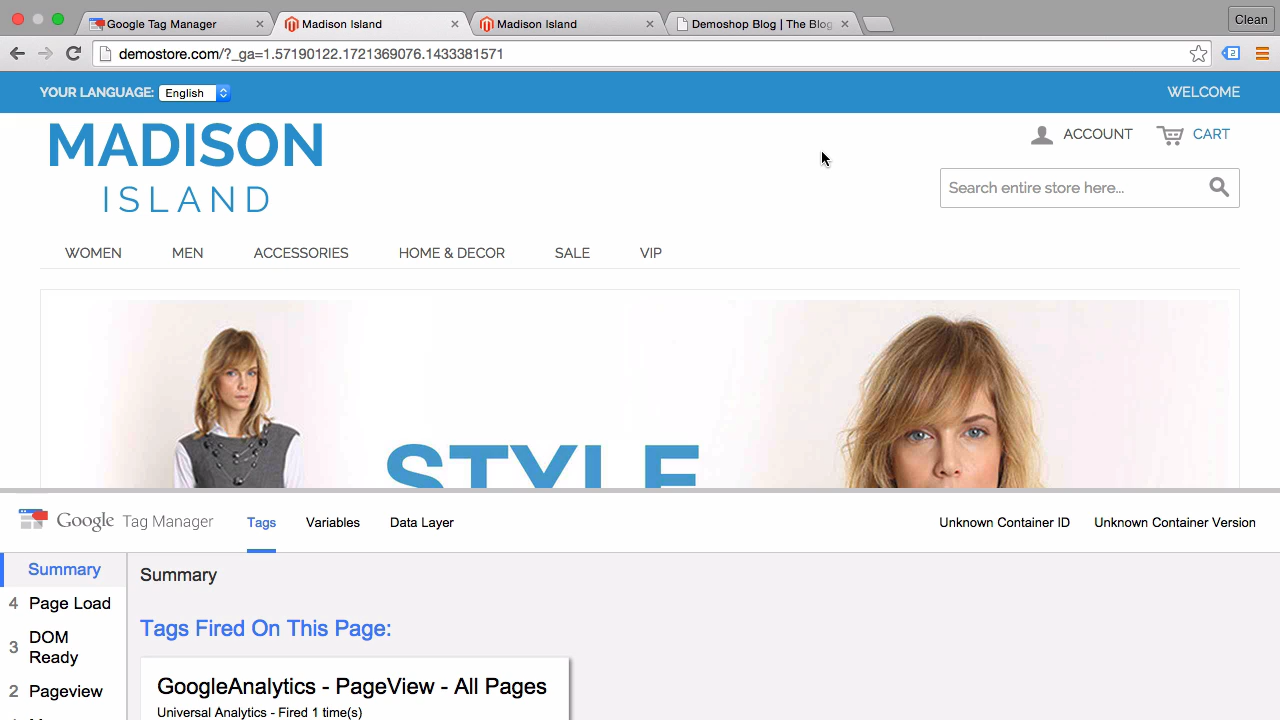 Google Tag Manager
Madison Island
Madison Island
Demoshop Blog | The Blog
Clean
demostore.com/?_ga=1.57190122.1721369076.1433381571
2
YOUR LANGUAGE: English
WELCOME
MADISON
ISLAND
ACCOUNT
CART
Search entire store here...
WOMEN MEN ACCESSORIES HOME & DECOR SALE VIP
STYLE
Google Tag Manager Tags Variables Data Layer Unknown Container ID Unknown Container Version
Summary
4 Page Load
3 DOM
Ready
2 Pageview
Summary
Tags Fired On This Page:
GoogleAnalytics - PageView - All Pages
Universal Analytics - Fired 1 time(s)